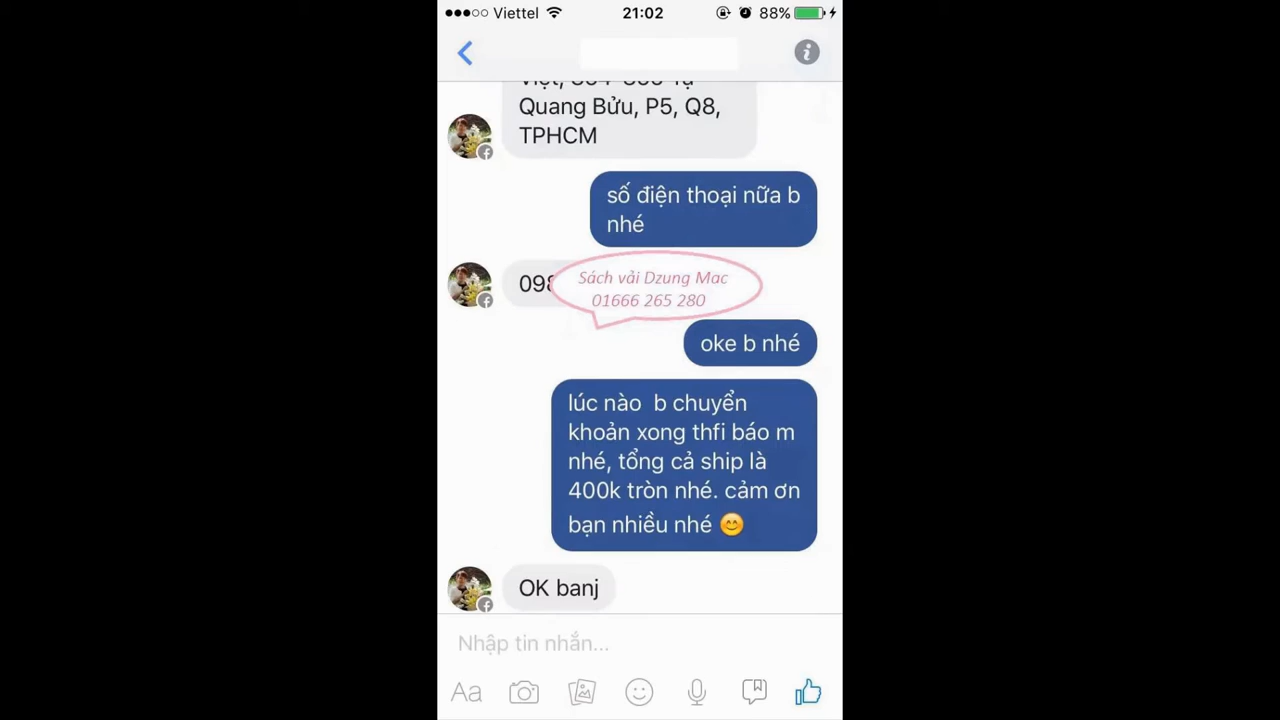 Viettel
21:02
88%
Quang Bửu, P5, Q8,
TPHCM
số điện thoại nữa b
nhé
098
Sách vải Dzung Mac
01666 265 280
oke b nhé
lúc nào b chuyển
khoản xong thfi báo m
nhé, tổng cả ship là
400k tròn nhé. cảm ơn
bạn nhiều nhé 😊
OK banj
Nhập tin nhắn...
Aa